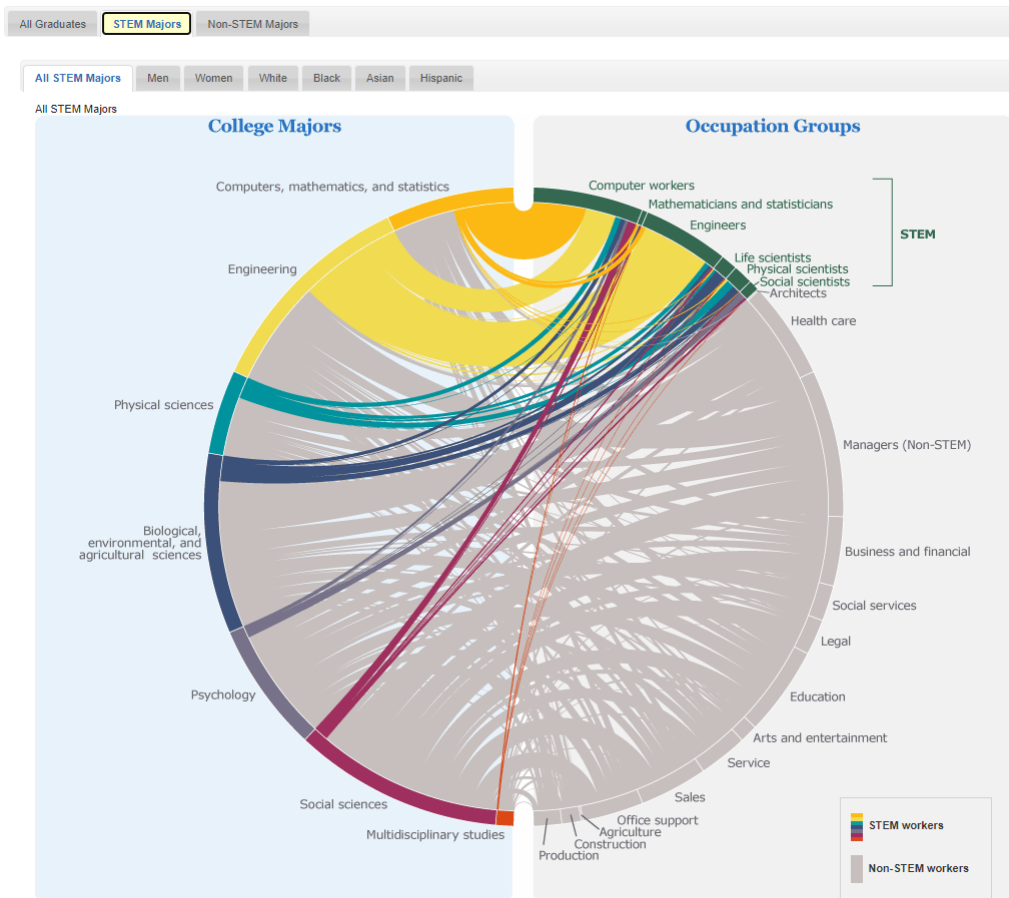 All Graduates
STEM Majors
Non-STEM Majors
All STEM Majors
Men
Women
White
Black
Asian
Hispanic
All STEM Majors
College Majors
Occupation Groups
Computers, mathematics, and statistics
Engineering
Physical sciences
Biological,
environmental, and
agricultural sciences
Psychology
Social sciences
Multidisciplinary studies
Computer workers
Mathematicians and statisticians
Engineers
Life scientists
Physical scientists
Social scientists
STEM
Architects
Health care
Managers (Non-STEM)
Business and financial
Social services
Legal
Education
Arts and entertainment
Service
Sales
Office support
Agriculture
Construction
Production
STEM workers
Non-STEM workers